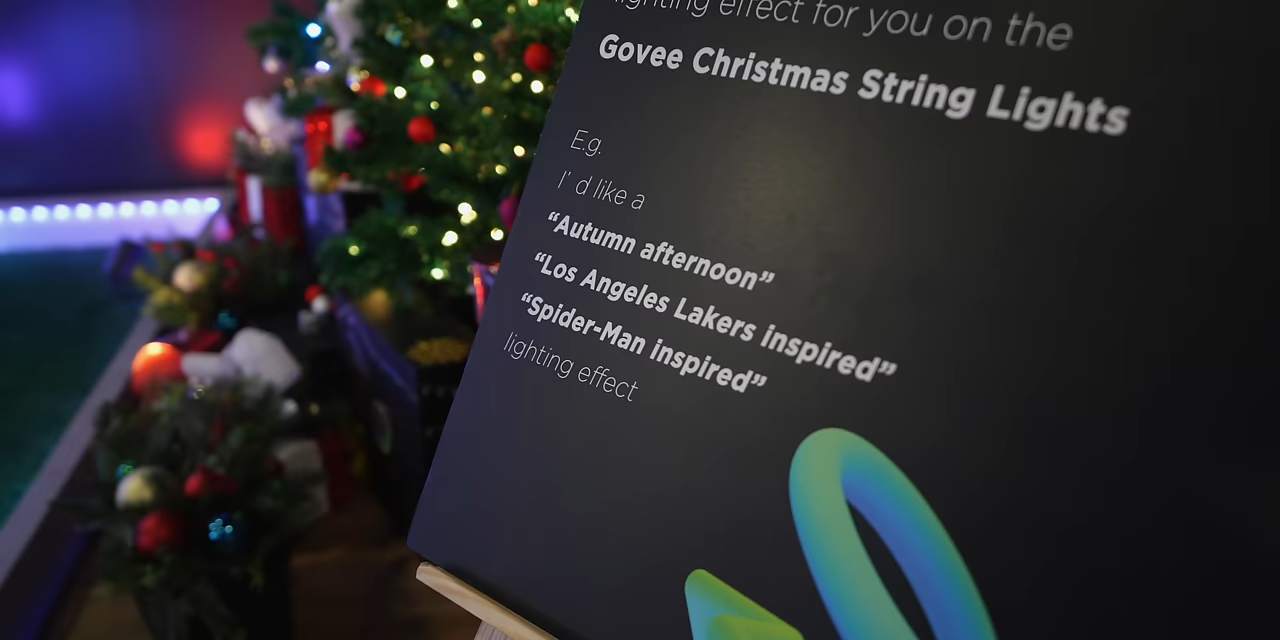 lighting effect for you on the
Govee Christmas String Lights
E.g.
I' d like a
“Autumn afternoon”
“Los Angeles Lakers inspired”
“Spider-Man inspired”
lighting effect